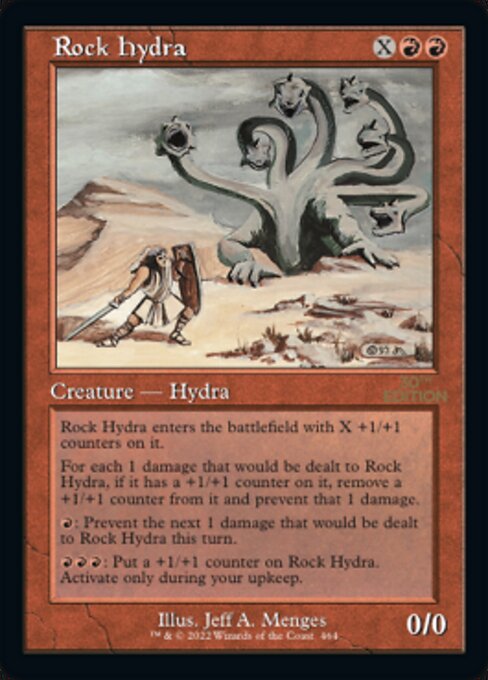 Rock Hydra X
Creature — Hydra
30TH EDITION
Rock Hydra enters the battlefield with X +1/+1
counters on it.
For each 1 damage that would be dealt to Rock
Hydra, if it has a +1/+1 counter on it, remove a
+1/+1 counter from it and prevent that 1 damage.
: Prevent the next 1 damage that would be dealt
to Rock Hydra this turn.
: Put a +1/+1 counter on Rock Hydra.
Activate only during your upkeep.
Illus. Jeff A. Menges
™ & © 2022 Wizards of the Coast 464
0/0